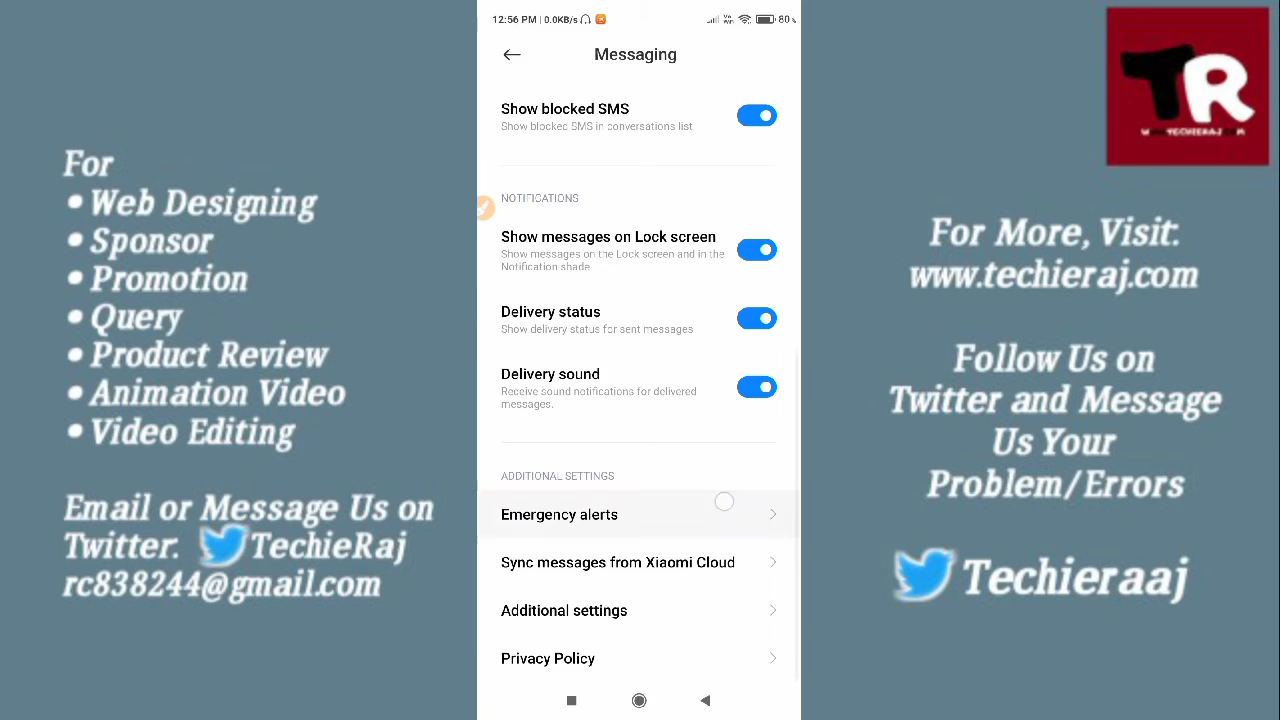 For
• Web Designing
• Sponsor
• Promotion
• Query
• Product Review
• Animation Video
• Video Editing
Email or Message Us on
Twitter. TechieRaj
rc838244@gmail.com
12:56 PM | 0.0KB/s
80
Messaging
Show blocked SMS
Show blocked SMS in conversations list
NOTIFICATIONS
Show messages on Lock screen
Show messages on the Lock screen and in the
Notification shade
Delivery status
Show delivery status for sent messages
Delivery sound
Receive sound notifications for delivered
messages.
ADDITIONAL SETTINGS
Emergency alerts
Sync messages from Xiaomi Cloud
Additional settings
Privacy Policy
TR
For More, Visit:
www.techieraj.com
Follow Us on
Twitter and Message
Us Your
Problem/Errors
Techieraaj